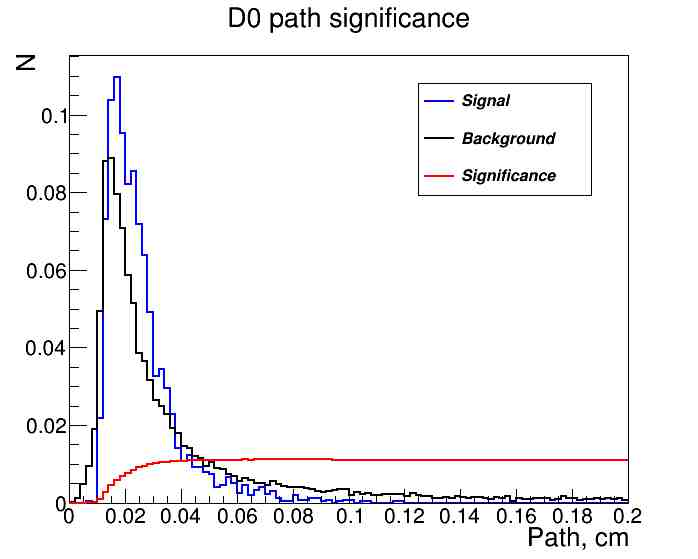 D0 path significance
N
Signal
Background
Significance
0.1
0.08
0.06
0.04
0.02
0
0 0.02 0.04 0.06 0.08 0.1 0.12 0.14 0.16 0.18 0.2
Path, cm